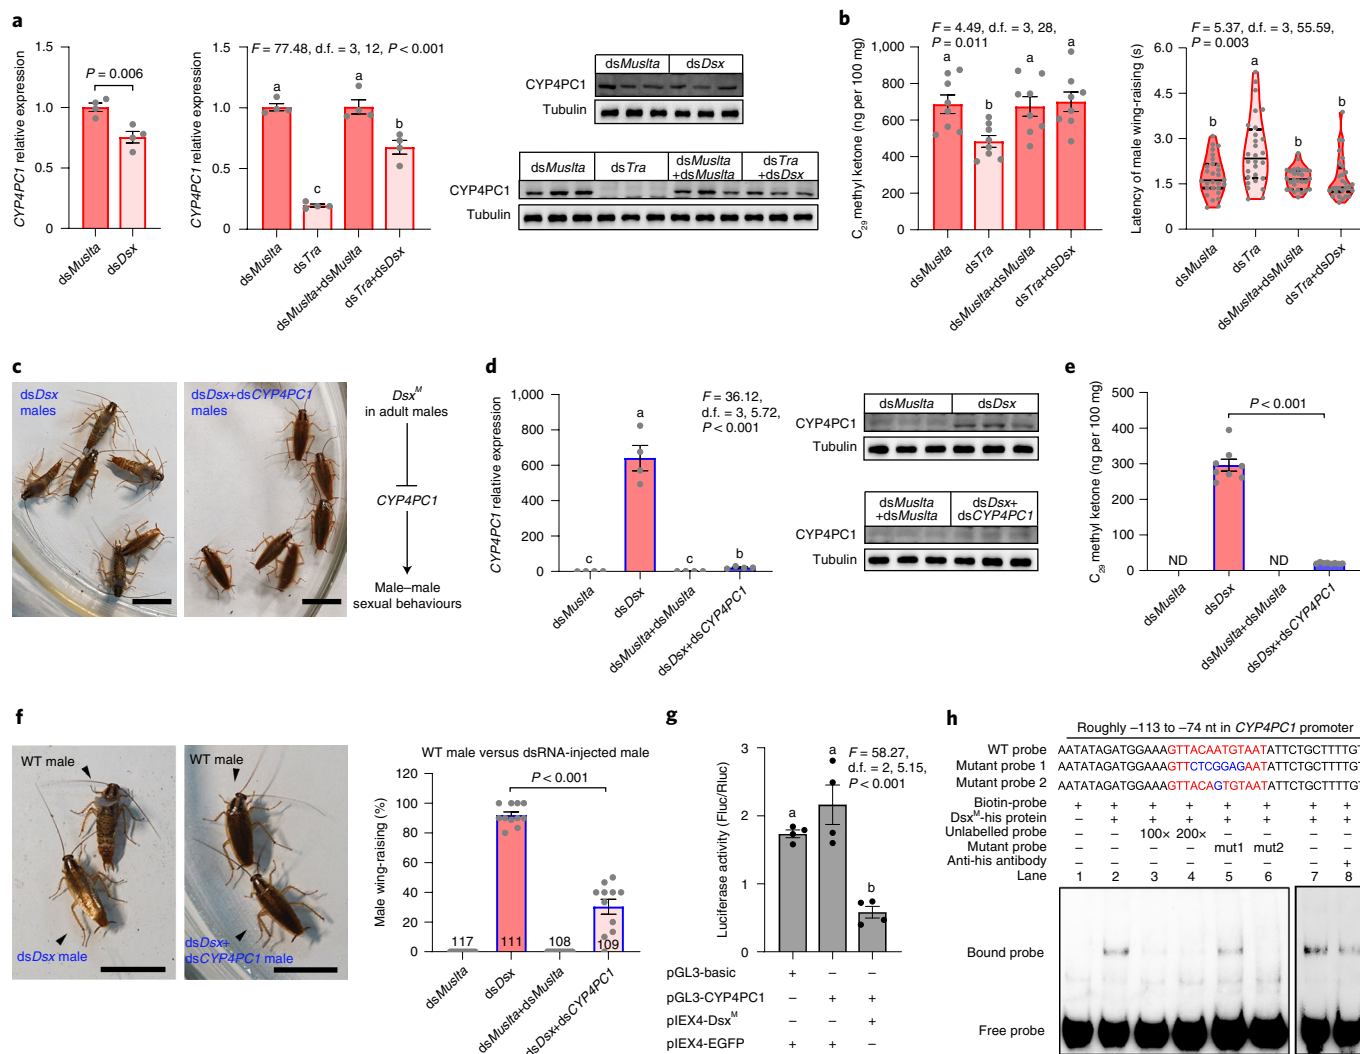 a
CYP4PC1 relative expression
1.5
1.0
0.5
0
P = 0.006
dsMuslta
dsDsx
CYP4PC1 relative expression
1.5
1.0
0.5
0
F = 77.48, d.f. = 3, 12, P < 0.001
a
c
a
b
dsMuslta
dsTra
dsMuslta+dsMuslta
dsTra+dsDsx
dsMuslta dsDsx
CYP4PC1
Tubulin
dsMuslta dsTra dsMuslta +dsMuslta dsTra +dsDsx
CYP4PC1
Tubulin
b
C29 methyl ketone (ng per 100 mg)
1,000
800
600
400
200
0
F = 4.49, d.f. = 3, 28,
P = 0.011
a
b
a
a
dsMuslta
dsTra
dsMuslta+dsMuslta
dsTra+dsDsx
Latency of male wing-raising (s)
6.0
4.5
3.0
1.5
0
F = 5.37, d.f. = 3, 55.59,
P = 0.003
b
a
b
b
dsMuslta
dsTra
dsMuslta+dsMuslta
dsTra+dsDsx
c
dsDsx
males
dsDsx+dsCYP4PC1
males
DsxM
in adult males
CYP4PC1
Male–male
sexual behaviours
d
CYP4PC1 relative expression
1,000
800
600
400
200
0
F = 36.12,
d.f. = 3, 5.72,
P < 0.001
c
a
c
b
dsMuslta
dsDsx
dsMuslta+dsMuslta
dsDsx+dsCYP4PC1
dsMuslta dsDsx
CYP4PC1
Tubulin
dsMuslta +dsMuslta dsDsx+ dsCYP4PC1
CYP4PC1
Tubulin
e
C29 methyl ketone (ng per 100 mg)
500
400
300
200
100
0
P < 0.001
ND
ND
dsMuslta
dsDsx
dsMuslta+dsMuslta
dsDsx+dsCYP4PC1
f
WT male
dsDsx male
WT male
dsDsx+
dsCYP4PC1 male
WT male versus dsRNA-injected male
Male wing-raising (%)
120
100
80
60
40
20
0
P < 0.001
117
111
108
109
dsMuslta
dsDsx
dsMuslta+dsMuslta
dsDsx+dsCYP4PC1
g
Luciferase activity (Fluc/Rluc)
3
2
1
0
F = 58.27,
d.f. = 2, 5.15,
P < 0.001
a
a
b
pGL3-basic + – –
pGL3-CYP4PC1 – + +
pIEX4-DsxM – – +
pIEX4-EGFP + + –
h
Roughly –113 to –74 nt in CYP4PC1 promoter
WT probe AATATAGATGGAAAGTTACAATGTAATATTCTGCTTTTGT
Mutant probe 1 AATATAGATGGAAAGTTCTCGGAGAATATTCTGCTTTTGT
Mutant probe 2 AATATAGATGGAAAGTTACAGTGTAATATTCTGCTTTTGT
Biotin-probe + + + + + + + +
DsxM-his protein – + + + + + + +
Unlabelled probe – – 100× 200× – – – –
Mutant probe – – – – mut1 mut2 – –
Anti-his antibody – – – – – – – +
Lane 1 2 3 4 5 6 7 8
Bound probe
Free probe